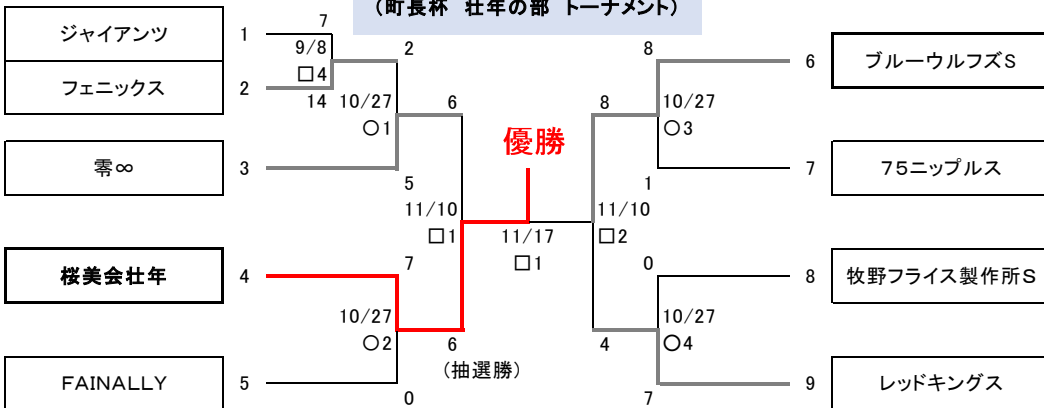 (町長杯 壮年の部 トーナメント)
ジャイアンツ 1 7
9/8
□4
フェニックス 2 14
2
10/27
○1
6
零∞ 3
5
11/10
□1
桜美会壮年 4
7
10/27
○2
6
(抽選勝)
FAINALLY 5
0
優勝
11/17
□1
8
6 ブルーウルフズS
8
10/27
○3
7 75ニップルス
1
11/10
□2
0
8 牧野フライス製作所S
10/27
4 ○4
9 レッドキングス
7